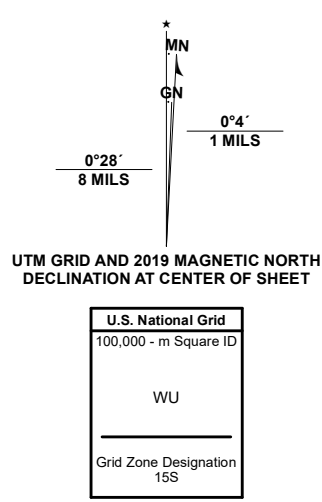 ★
MN
GN
0°4´
1 MILS
0°28´
8 MILS
UTM GRID AND 2019 MAGNETIC NORTH
DECLINATION AT CENTER OF SHEET
U.S. National Grid
100,000 - m Square ID
WU
Grid Zone Designation
15S